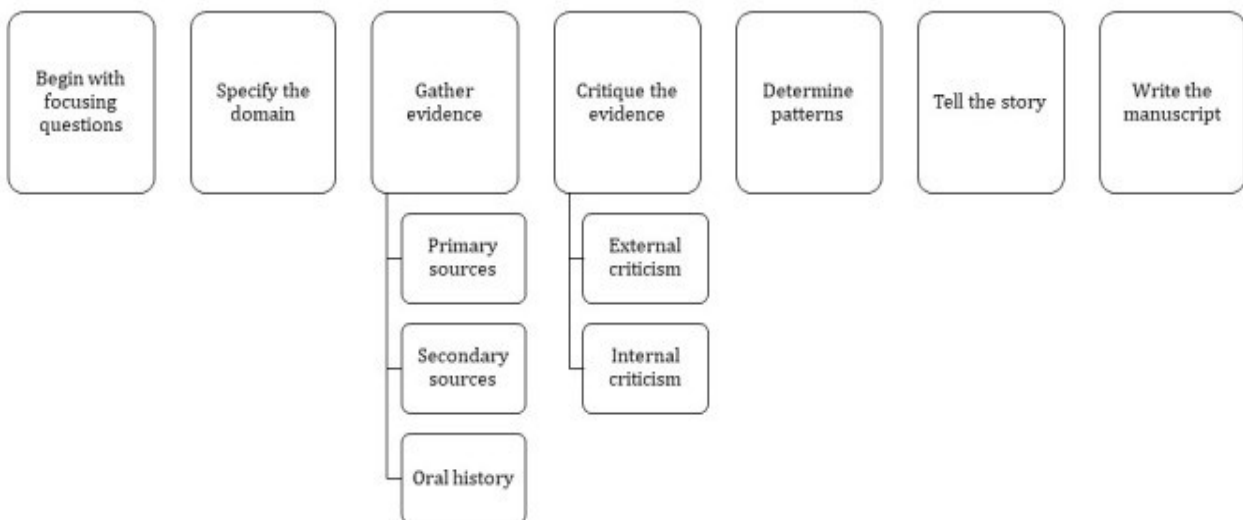 Begin with
focusing
questions
Specify the
domain
Gather
evidence
Critique the
evidence
Determine
patterns
Tell the story
Write the
manuscript
Primary
sources
Secondary
sources
Oral history
External
criticism
Internal
criticism